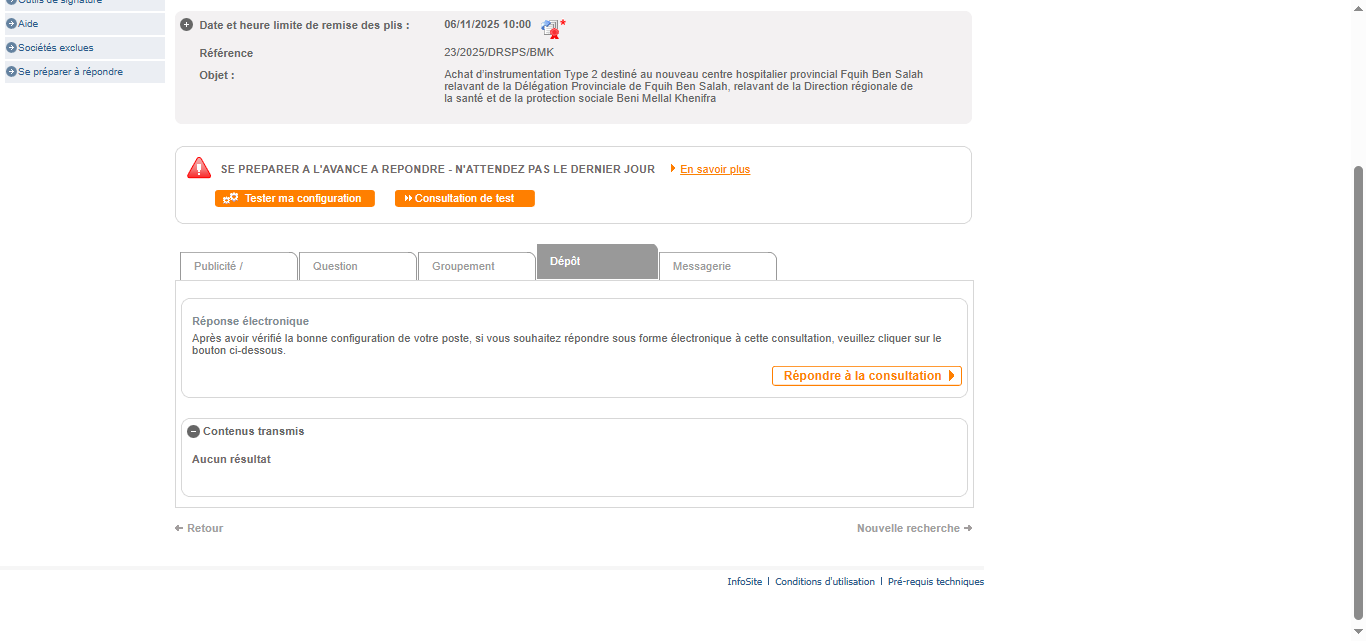 Outils de signature
Aide
Sociétés exclues
Se préparer à répondre
Date et heure limite de remise des plis :
06/11/2025 10:00 *
Référence
23/2025/DRSPS/BMK
Objet :
Achat d'instrumentation Type 2 destiné au nouveau centre hospitalier provincial Fquih Ben Salah
relavant de la Délégation Provinciale de Fquih Ben Salah, relavant de la Direction régionale de
la santé et de la protection sociale Beni Mellal Khenifra
SE PREPARER A L'AVANCE A REPONDRE - N'ATTENDEZ PAS LE DERNIER JOUR
En savoir plus
Tester ma configuration
Consultation de test
Publicité /
Question
Groupement
Dépôt
Messagerie
Réponse électronique
Après avoir vérifié la bonne configuration de votre poste, si vous souhaitez répondre sous forme électronique à cette consultation, veuillez cliquer sur le
bouton ci-dessous.
Répondre à la consultation
Contenus transmis
Aucun résultat
Retour
Nouvelle recherche
InfoSite | Conditions d'utilisation | Pré-requis techniques